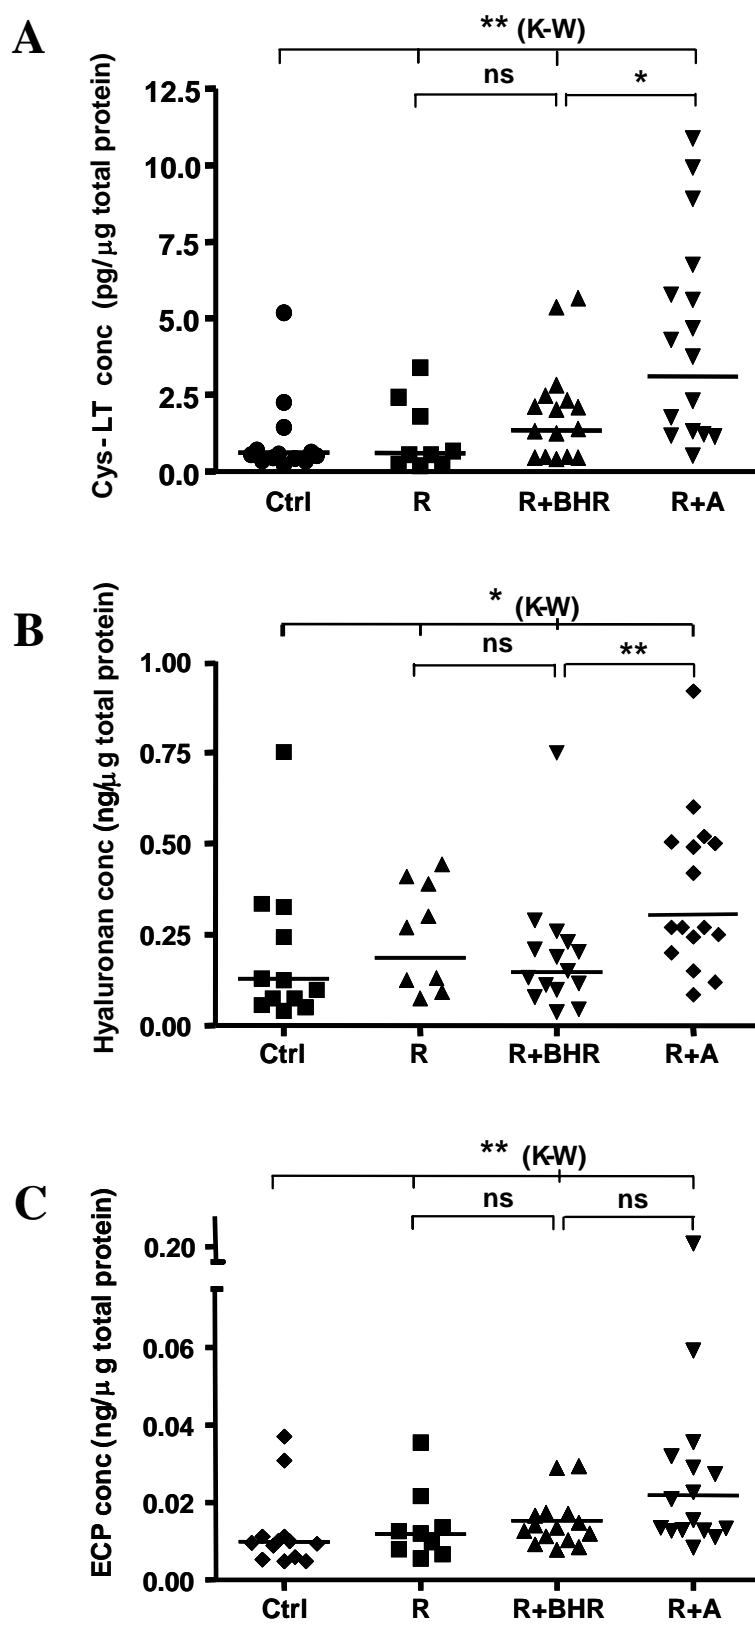 A
** (K-W)
ns
*
Cys-LT conc (pg/μg total protein)
12.5
10.0
7.5
5.0
2.5
0.0
Ctrl R R+BHR R+A
B
* (K-W)
ns
**
Hyaluronan conc (ng/μg total protein)
1.00
0.75
0.50
0.25
0.00
Ctrl R R+BHR R+A
C
** (K-W)
ns ns
ECP conc (ng/μg total protein)
0.20
0.06
0.04
0.02
0.00
Ctrl R R+BHR R+A